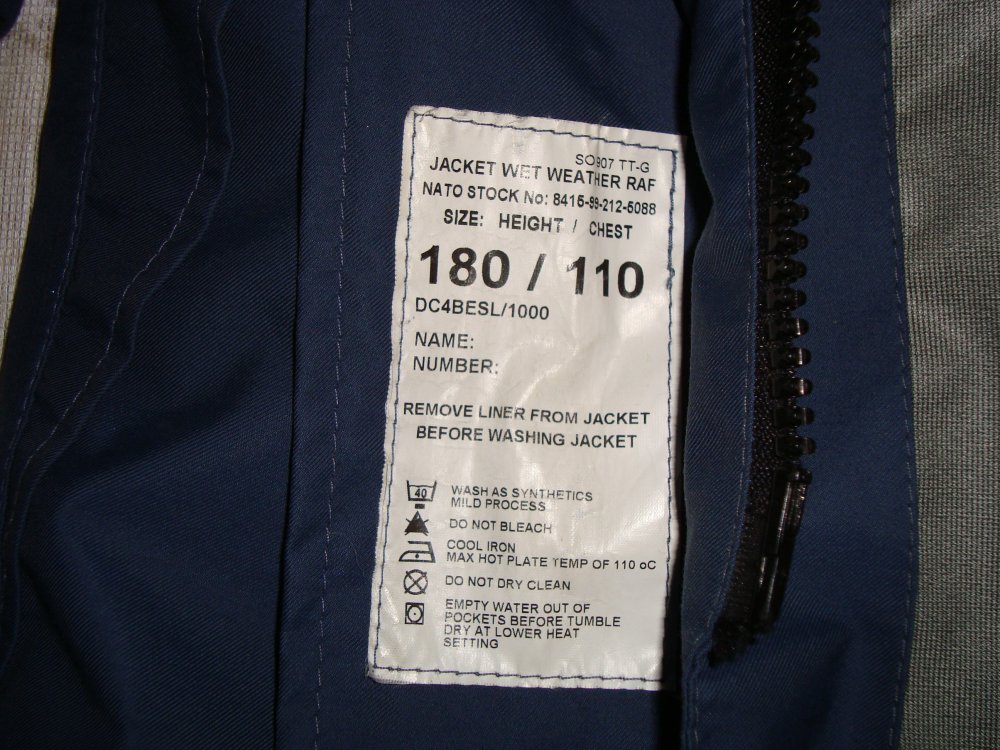 SO907 TT-G
JACKET WET WEATHER RAF
NATO STOCK No: 8415-99-212-5088
SIZE: HEIGHT / CHEST
180 / 110
DC4BESL/1000
NAME:
NUMBER:
REMOVE LINER FROM JACKET
BEFORE WASHING JACKET
40
WASH AS SYNTHETICS
MILD PROCESS
DO NOT BLEACH
COOL IRON
MAX HOT PLATE TEMP OF 110 oC
DO NOT DRY CLEAN
EMPTY WATER OUT OF
POCKETS BEFORE TUMBLE
DRY AT LOWER HEAT
SETTING